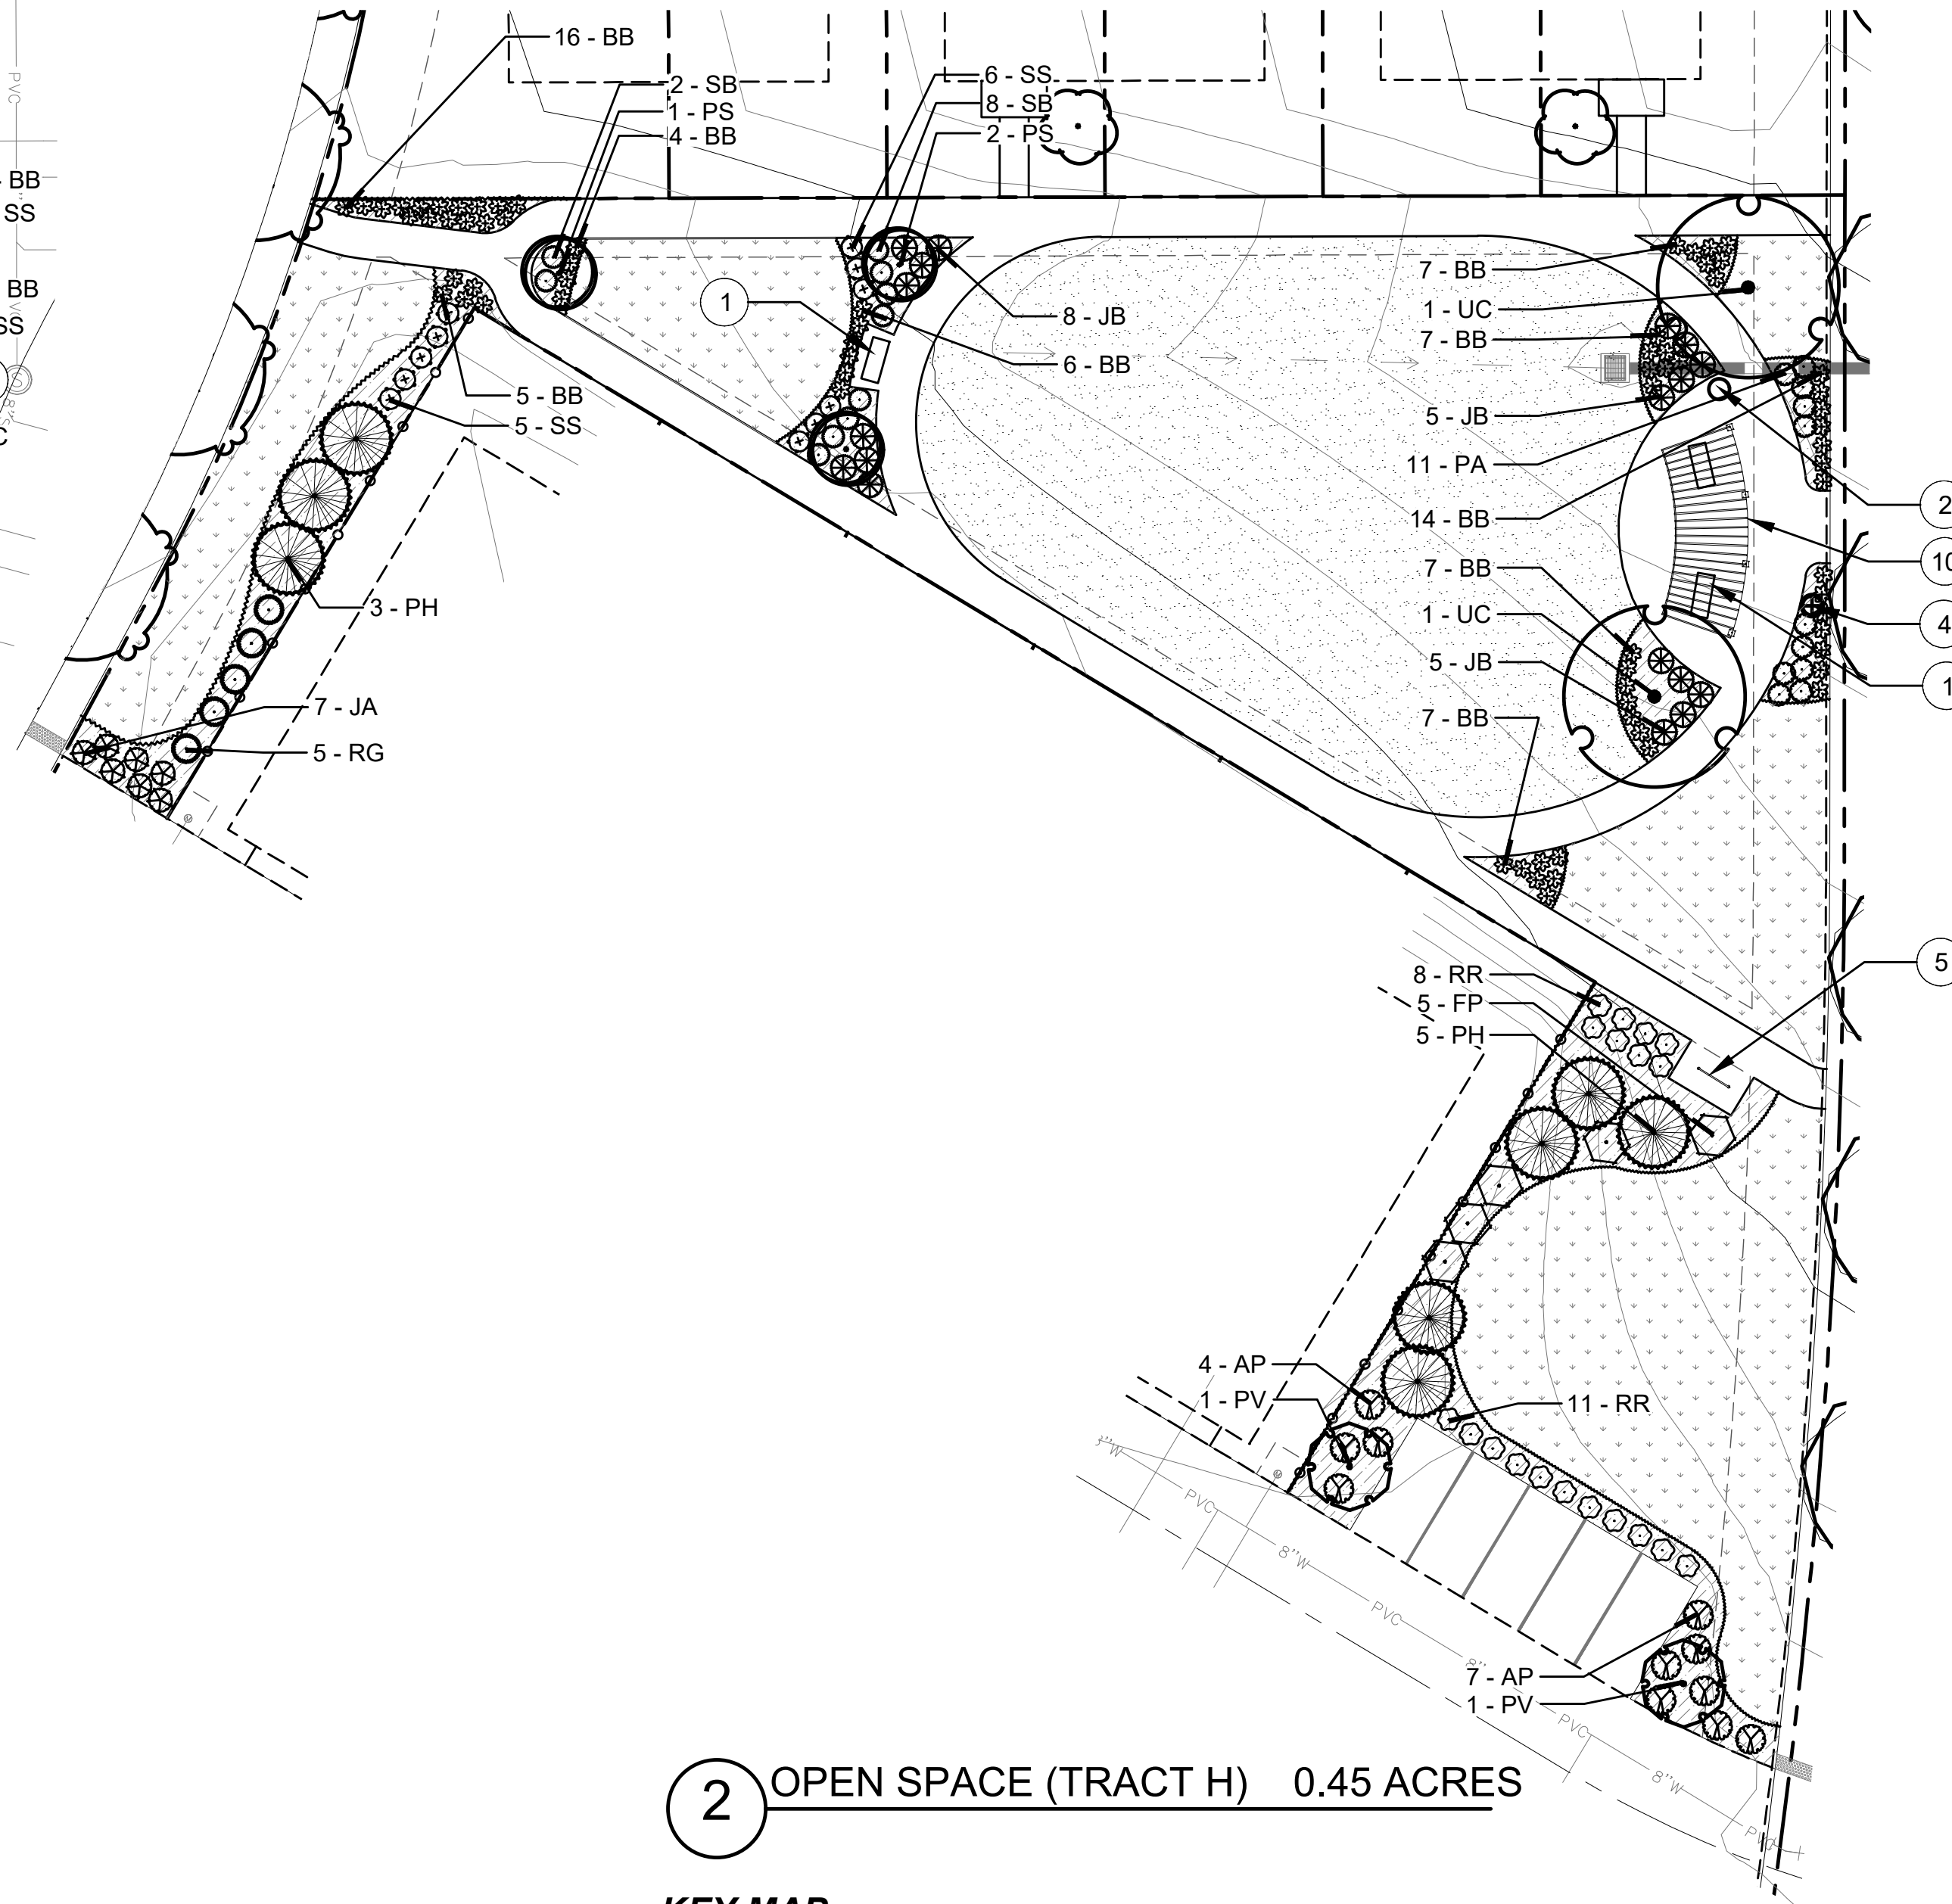 PVC
16 - BB
2 - SB
1 - PS
4 - BB
6 - SS
8 - SB
2 - PS
BB
SS
BB
SS
S
8"S
C
1
8 - JB
6 - BB
5 - BB
5 - SS
3 - PH
7 - JA
5 - RG
7 - BB
1 - UC
7 - BB
5 - JB
11 - PA
14 - BB
7 - BB
1 - UC
5 - JB
7 - BB
2
10
4
1
5
8 - RR
5 - FP
5 - PH
4 - AP
1 - PV
11 - RR
"W
PVC
8"W
PVC
8"
7 - AP
1 - PV
PVC
8"W
PVC
2 OPEN SPACE (TRACT H) 0.45 ACRES
KEY MAP